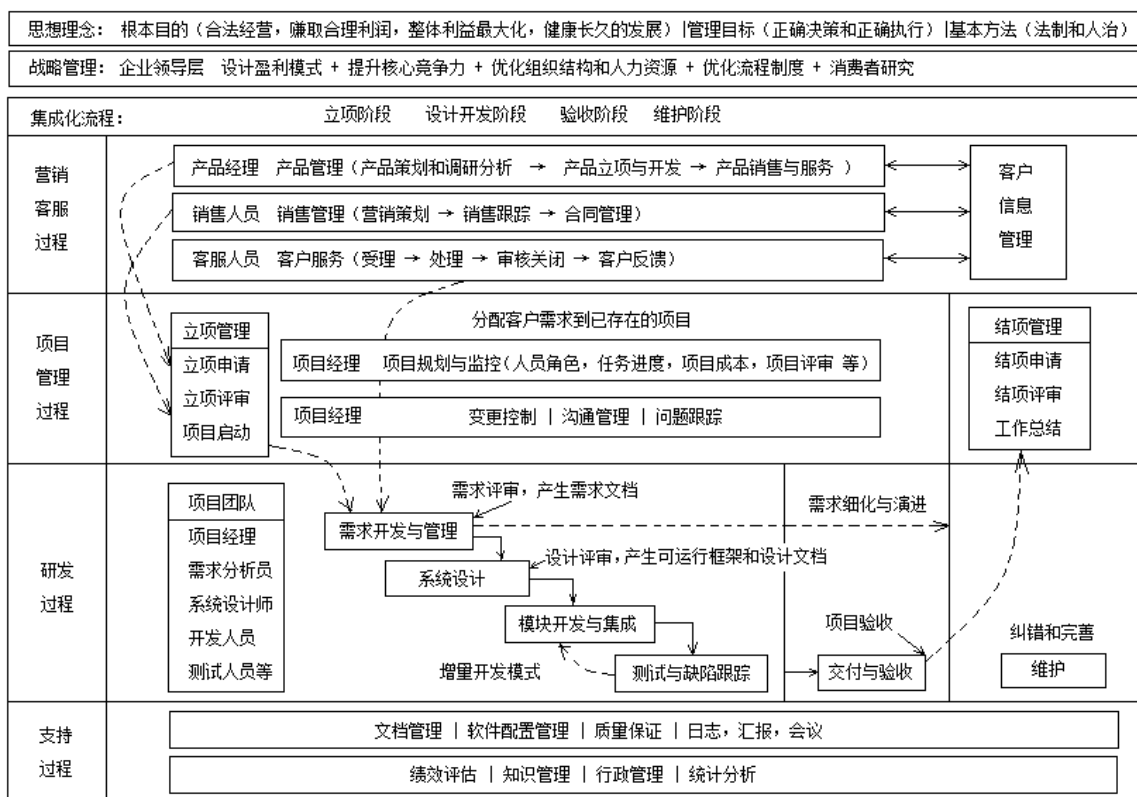 思想理念: 根本目的(合法经营,赚取合理利润,整体利益最大化,健康长久的发展)|管理目标(正确决策和正确执行)|基本方法(法制和人治)
战略管理: 企业领导层 设计盈利模式 + 提升核心竞争力 + 优化组织结构和人力资源 + 优化流程制度 + 消费者研究
集成化流程: 立项阶段 设计开发阶段 验收阶段 维护阶段
营销
客服
过程
产品经理 产品管理(产品策划和调研分析 → 产品立项与开发 → 产品销售与服务 )
销售人员 销售管理(营销策划 → 销售跟踪 → 合同管理)
客服人员 客户服务(受理 → 处理 → 审核关闭 → 客户反馈)
客户
信息
管理
项目
管理
过程
立项管理
立项申请
立项评审
项目启动
分配客户需求到已存在的项目
项目经理 项目规划与监控(人员角色,任务进度,项目成本,项目评审 等)
项目经理 变更控制 | 沟通管理 | 问题跟踪
结项管理
结项申请
结项评审
工作总结
研发
过程
项目团队
项目经理
需求分析员
系统设计师
开发人员
测试人员等
需求评审,产生需求文档
需求开发与管理
需求细化与演进
设计评审,产生可运行框架和设计文档
系统设计
模块开发与集成
增量开发模式
测试与缺陷跟踪
项目验收
交付与验收
纠错和完善
维护
支持
过程
文档管理 | 软件配置管理 | 质量保证 | 日志,汇报,会议
绩效评估 | 知识管理 | 行政管理 | 统计分析